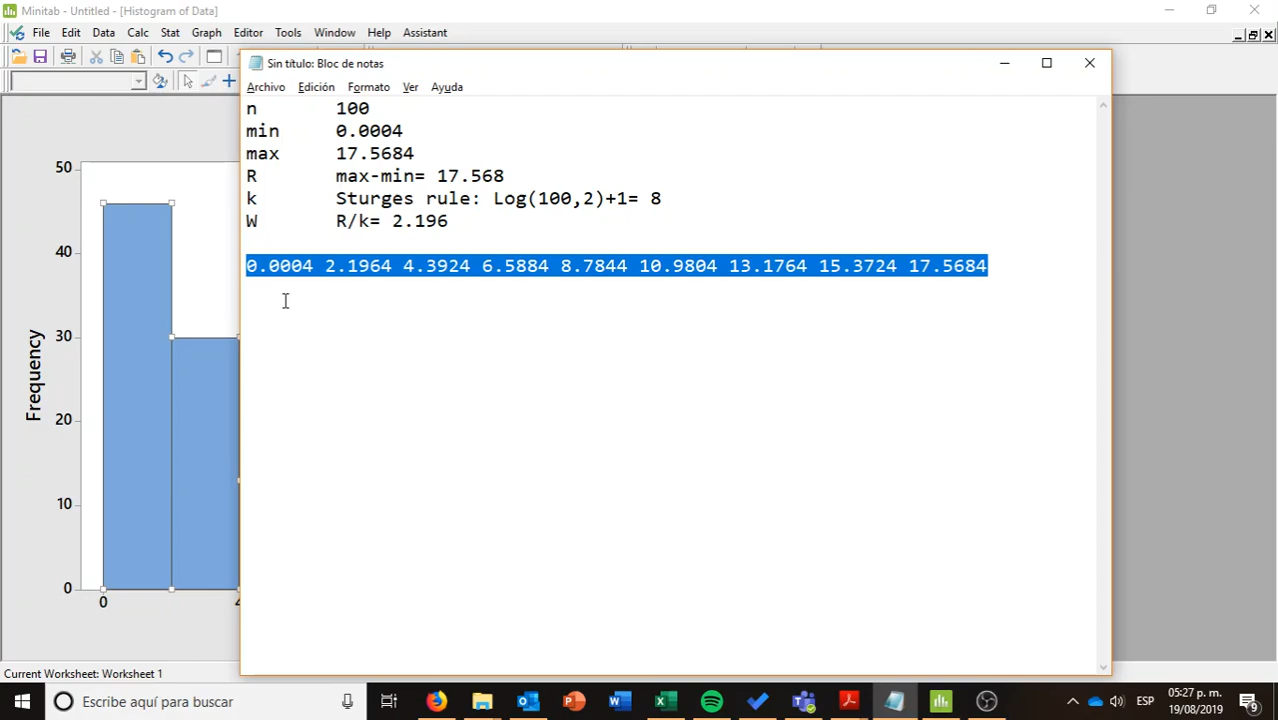 Minitab - Untitled - [Histogram of Data]
File Edit Data Calc Stat Graph Editor Tools Window Help Assistant
Sin título: Bloc de notas
Archivo Edición Formato Ver Ayuda
n 100
min 0.0004
max 17.5684
R max-min= 17.568
k Sturges rule: Log(100,2)+1= 8
W R/k= 2.196
0.0004 2.1964 4.3924 6.5884 8.7844 10.9804 13.1764 15.3724 17.5684
50
40
30
20
10
0
Frequency
0
Current Worksheet: Worksheet 1
Escribe aquí para buscar
ESP
05:27 p. m.
19/08/2019
9